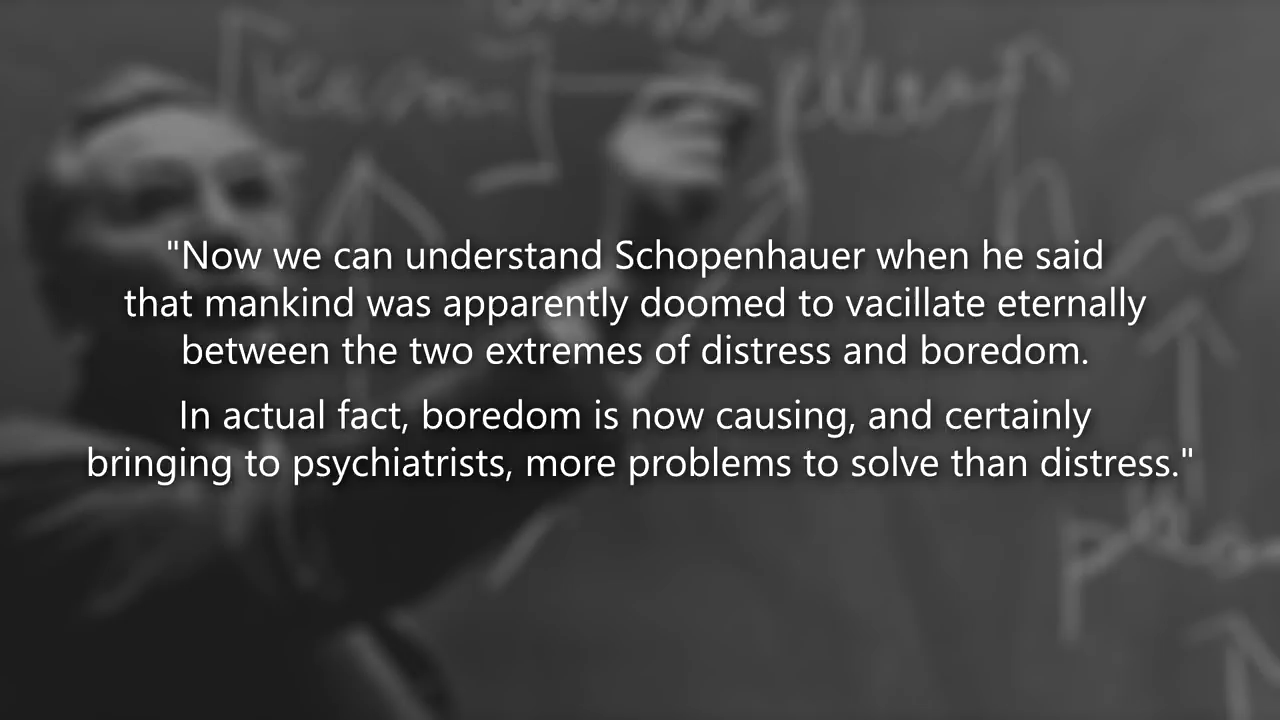 "Now we can understand Schopenhauer when he said
that mankind was apparently doomed to vacillate eternally
between the two extremes of distress and boredom.
In actual fact, boredom is now causing, and certainly
bringing to psychiatrists, more problems to solve than distress."